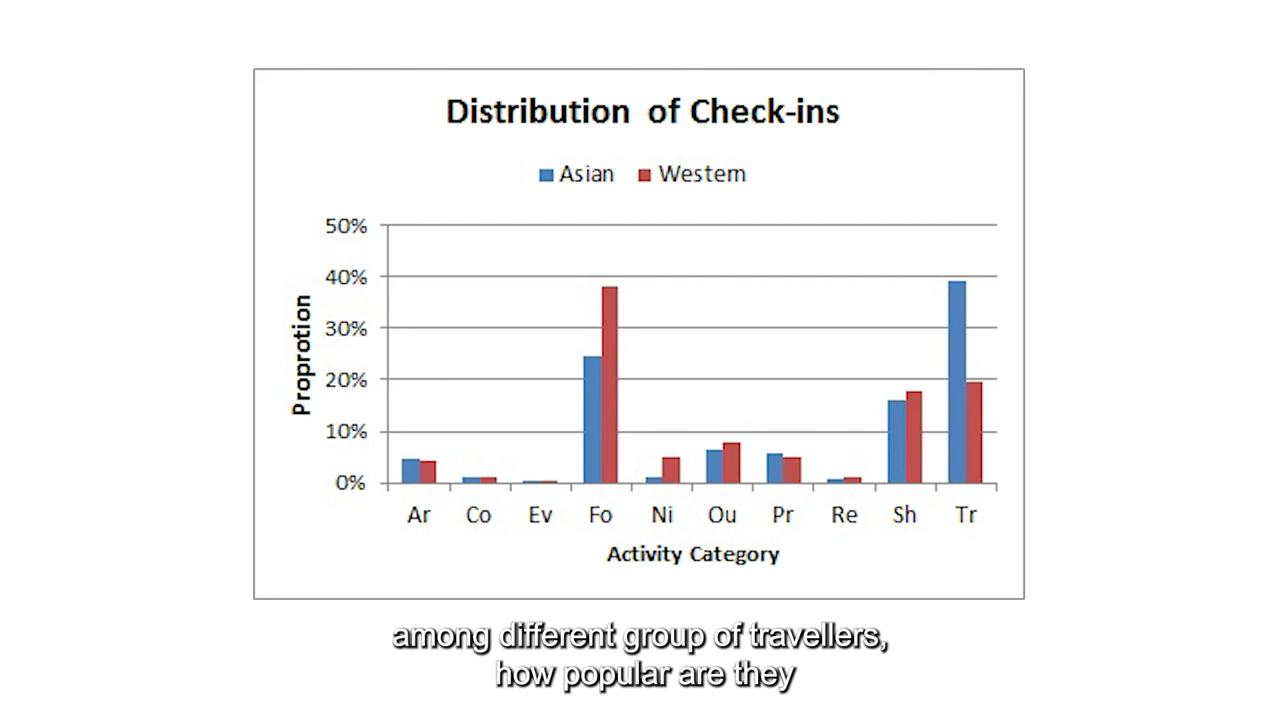 Distribution of Check-ins
Asian Western
50%
40%
30%
20%
10%
0%
Proprotion
Ar Co Ev Fo Ni Ou Pr Re Sh Tr
Activity Category
among different group of travellers,
how popular are they